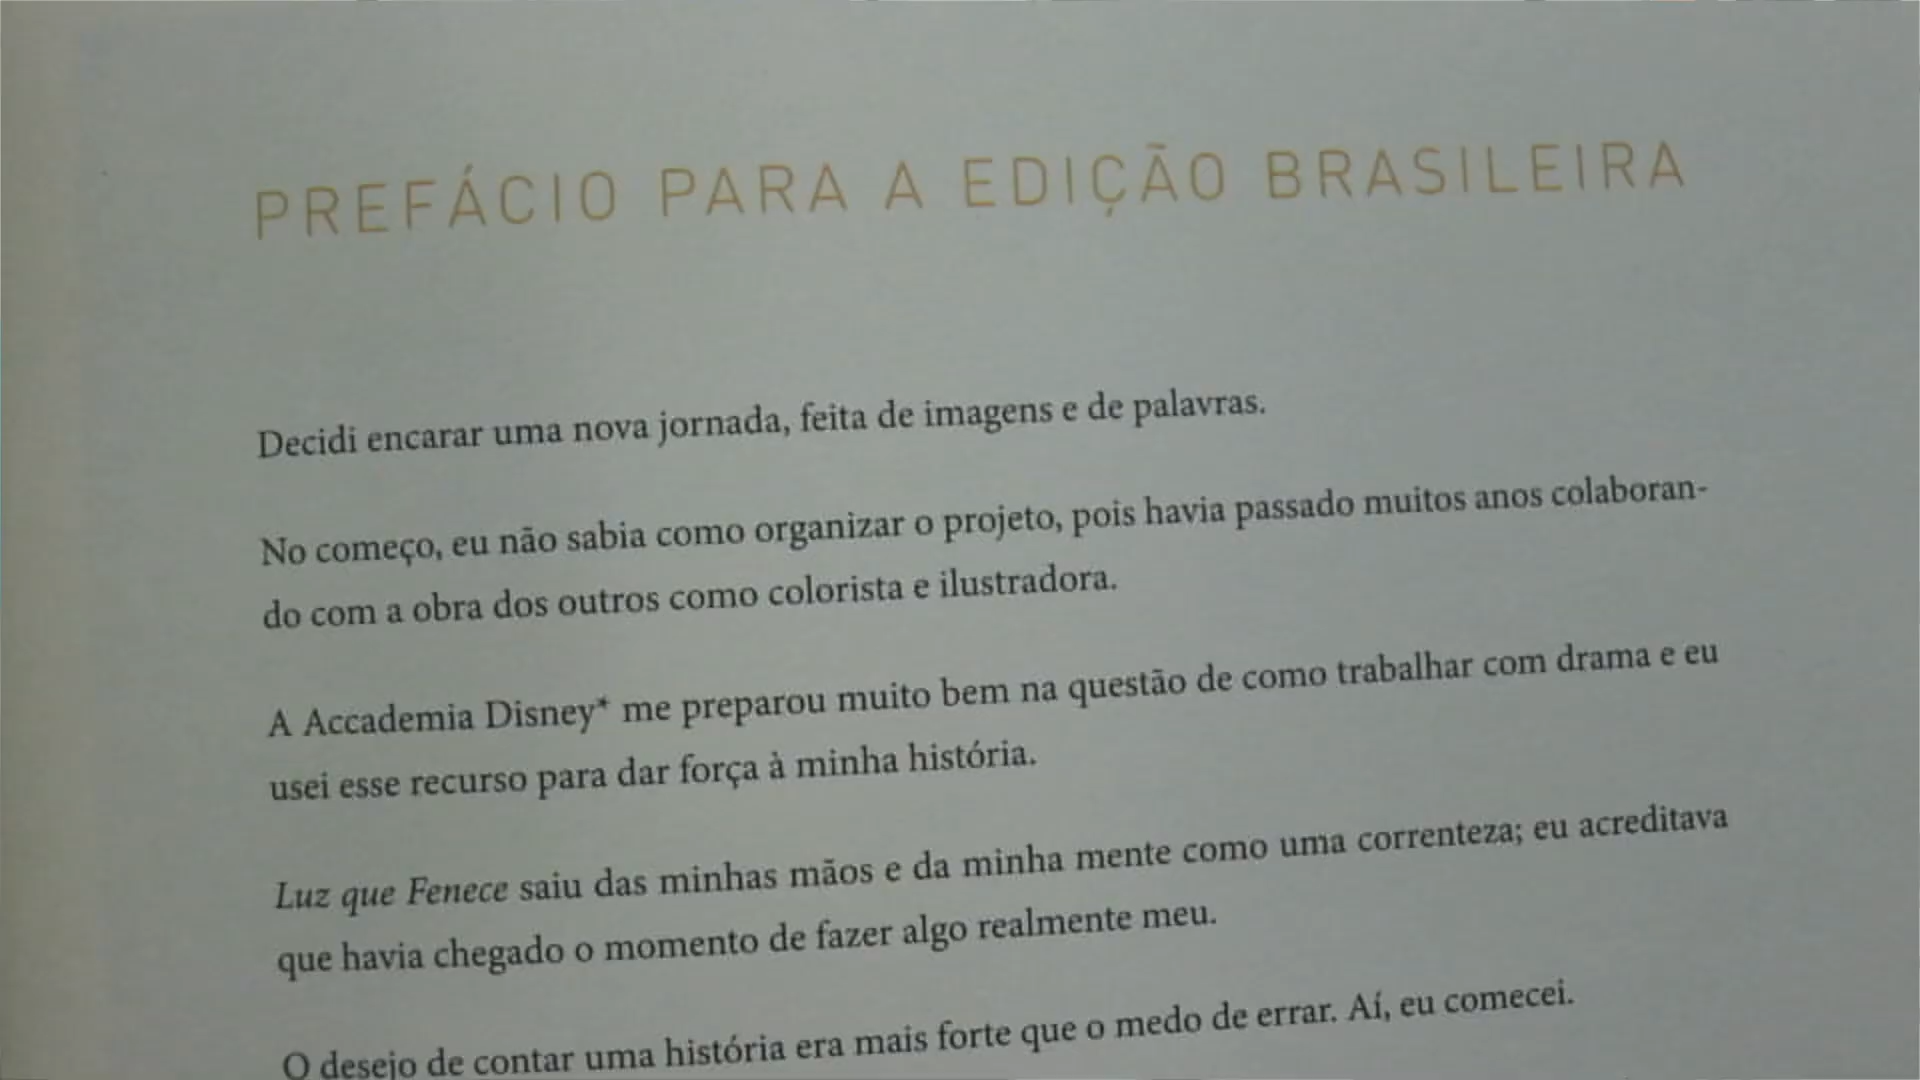 PREFÁCIO PARA A EDIÇÃO BRASILEIRA
Decidi encarar uma nova jornada, feita de imagens e de palavras.
No começo, eu não sabia como organizar o projeto, pois havia passado muitos anos colaboran-
do com a obra dos outros como colorista e ilustradora.
A Accademia Disney* me preparou muito bem na questão de como trabalhar com drama e eu
usei esse recurso para dar força à minha história.
Luz que Fenece saiu das minhas mãos e da minha mente como uma correnteza; eu acreditava
que havia chegado o momento de fazer algo realmente meu.
O desejo de contar uma história era mais forte que o medo de errar. Aí, eu comecei.